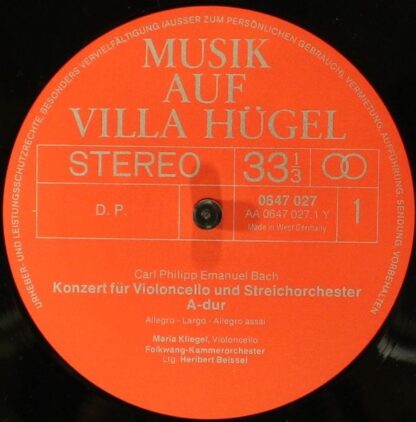 URHEBER- UND LEISTUNGSSCHUTZRECHTE, BESONDERS VERVIELFÄLTIGUNG (AUSSER ZUM PERSÖNLICHEN GEBRAUCH), VERMIETUNG, AUFFÜHRUNG, SENDUNG, VORBEHALTEN
MUSIK
AUF
VILLA HÜGEL
STEREO
33 1/3
D. P.
0647 027
AA 0647 027.1 Y
Made in West Germany
1
Carl Philipp Emanuel Bach
Konzert für Violoncello und Streichorchester
A-dur
Allegro – Largo - Allegro assai
Maria Kliegel, Violoncello
Folkwang-Kammerorchester
Ltg. Heribert Beissel